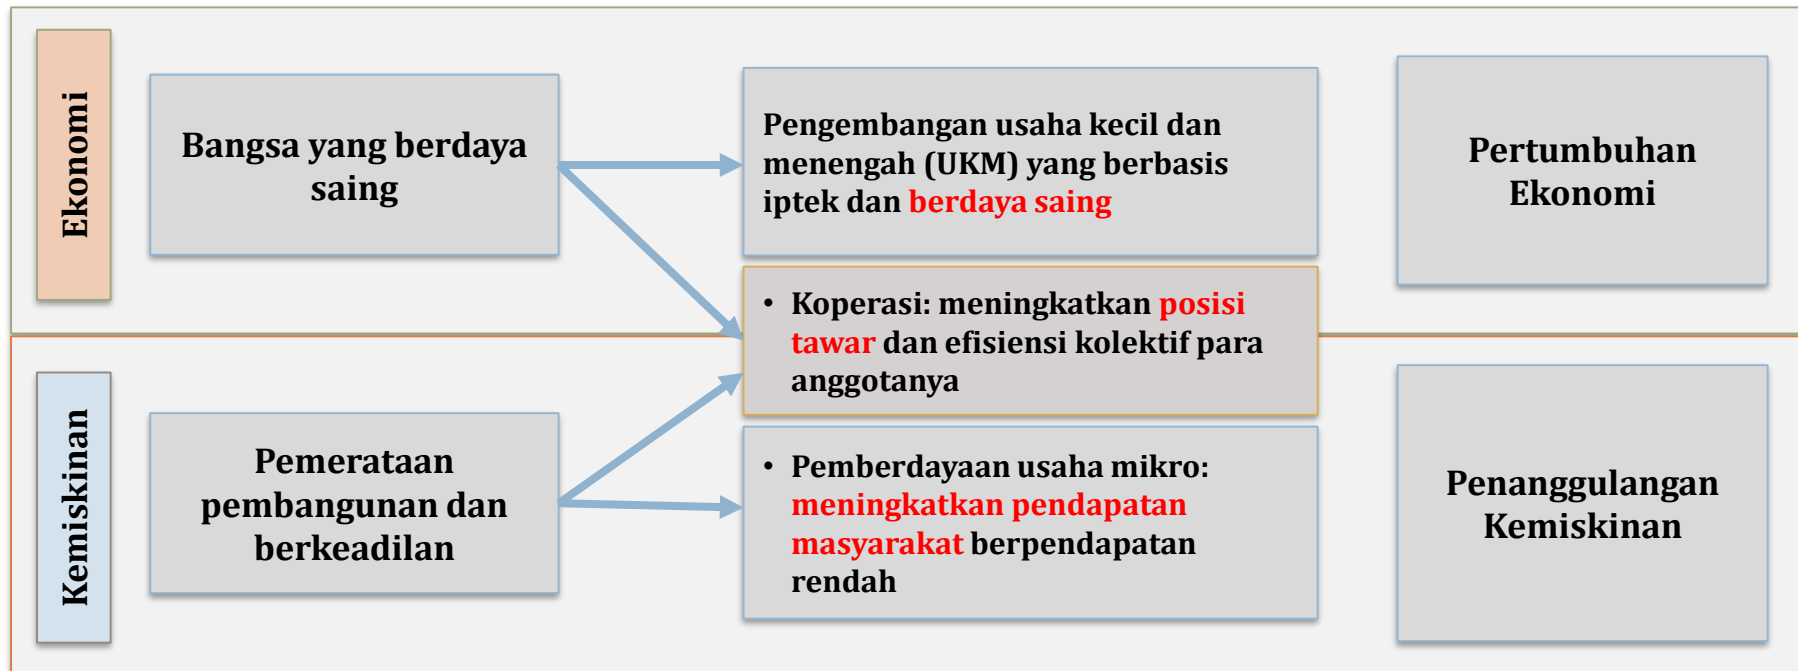 Ekonomi
Bangsa yang berdaya
saing
Pengembangan usaha kecil dan
menengah (UKM) yang berbasis
iptek dan berdaya saing
Pertumbuhan
Ekonomi
• Koperasi: meningkatkan posisi
tawar dan efisiensi kolektif para
anggotanya
Kemiskinan
Pemerataan
pembangunan dan
berkeadilan
• Pemberdayaan usaha mikro:
meningkatkan pendapatan
masyarakat berpendapatan
rendah
Penanggulangan
Kemiskinan